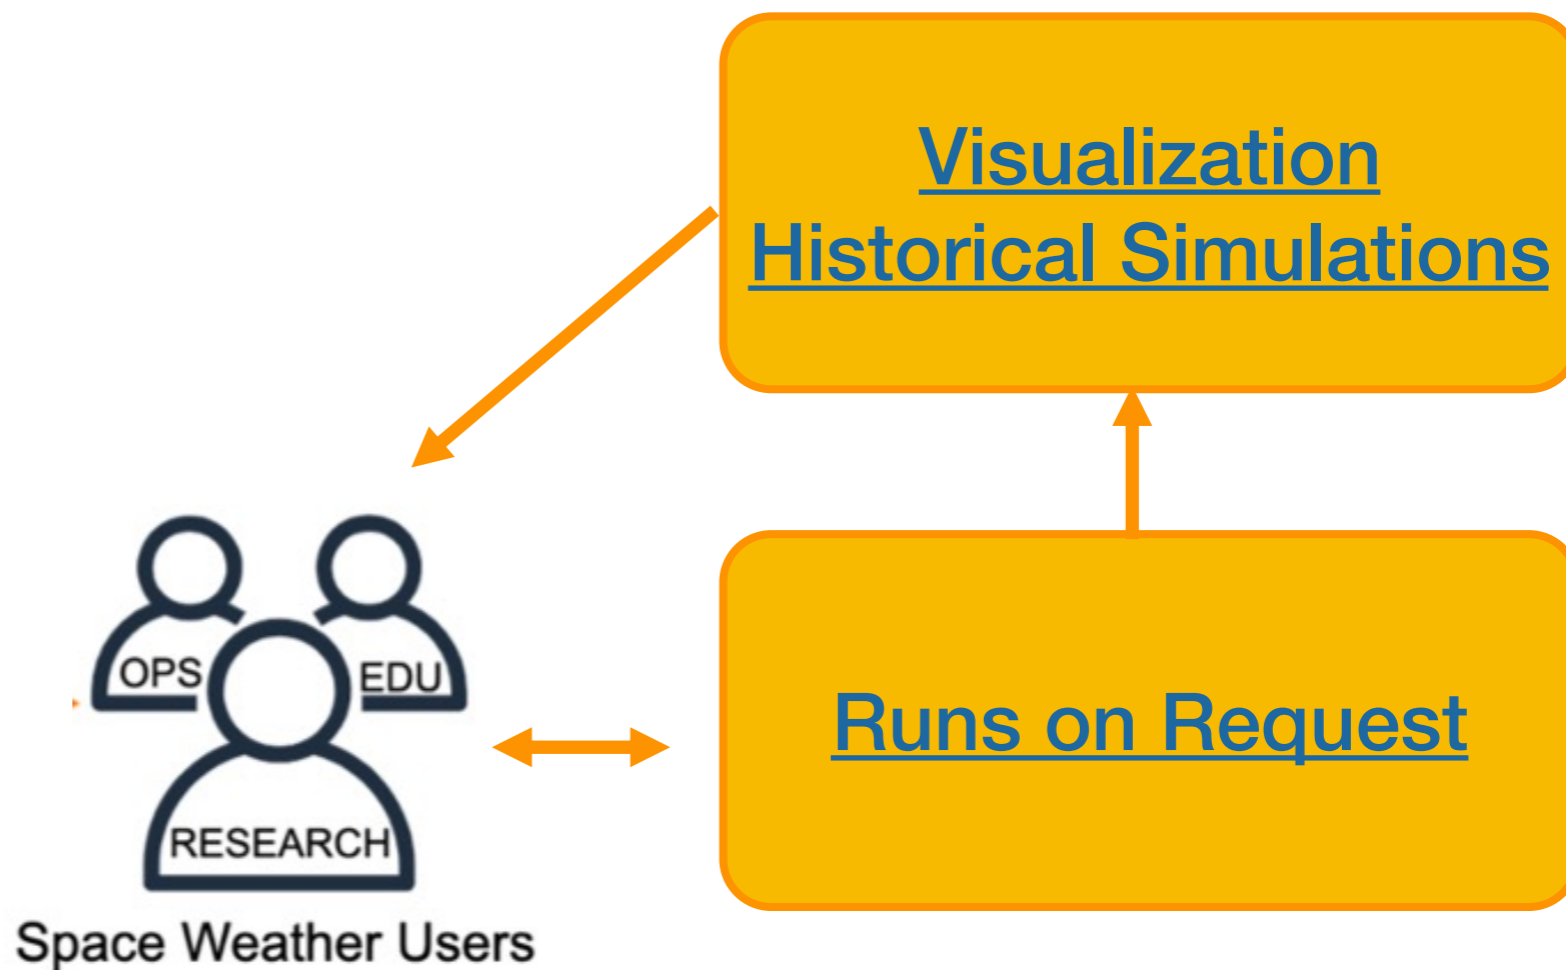 Visualization
Historical Simulations
OPS
EDU
RESEARCH
Space Weather Users
Runs on Request